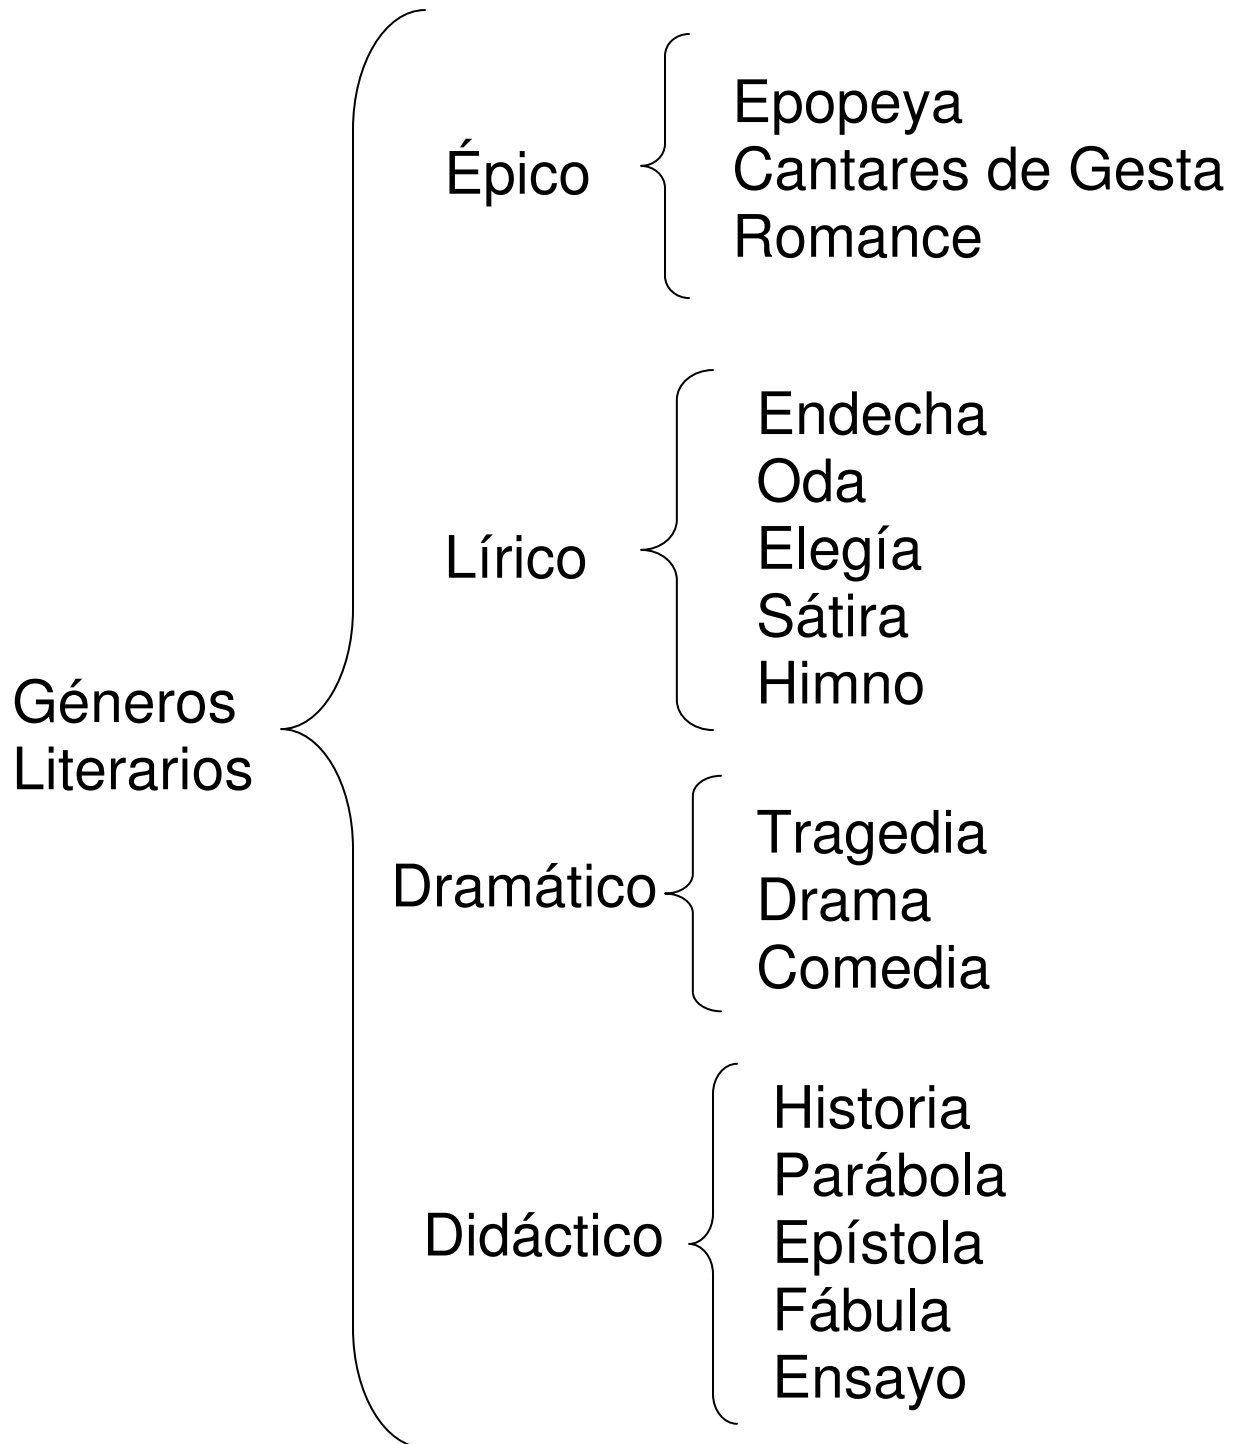 Géneros
Literarios
Épico
Epopeya
Cantares de Gesta
Romance
Lírico
Endecha
Oda
Elegía
Sátira
Himno
Dramático
Tragedia
Drama
Comedia
Didáctico
Historia
Parábola
Epístola
Fábula
Ensayo